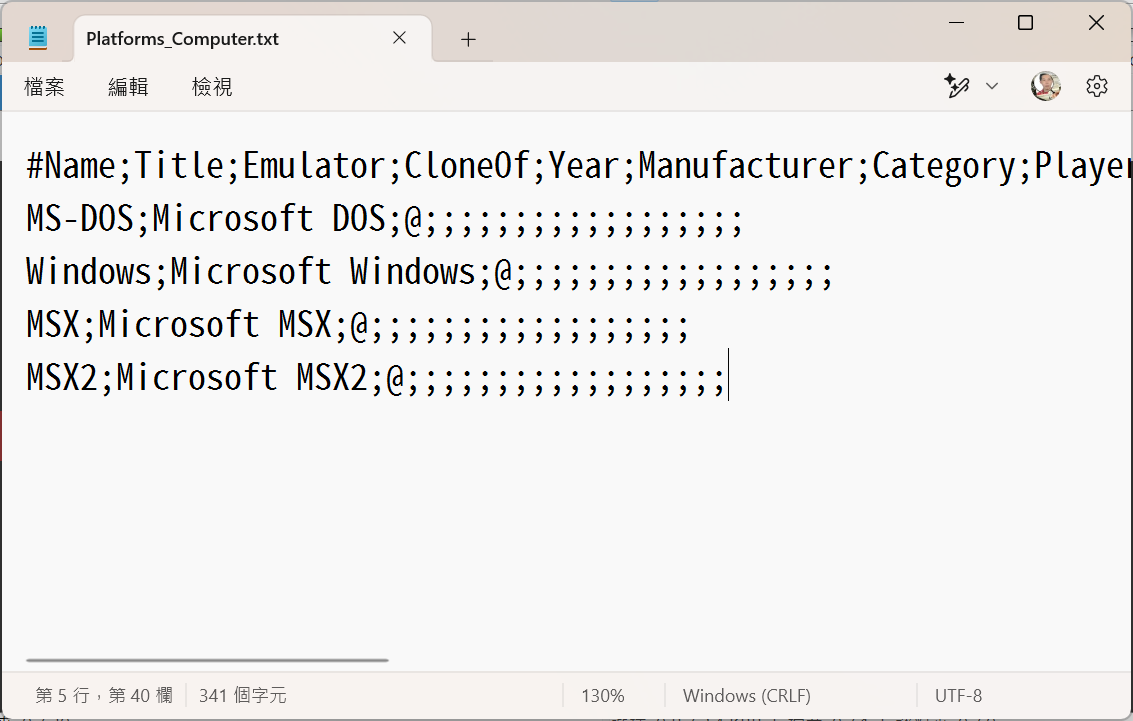 Platforms_Computer.txt
檔案 編輯 檢視
#Name;Title;Emulator;CloneOf;Year;Manufacturer;Category;Player
MS-DOS;Microsoft DOS;@;;;;;;;;;;;;;;;;;;
Windows;Microsoft Windows;@;;;;;;;;;;;;;;;;;;
MSX;Microsoft MSX;@;;;;;;;;;;;;;;;;;;
MSX2;Microsoft MSX2;@;;;;;;;;;;;;;;;;;;
第 5 行，第 40 欄 341 個字元 130% Windows (CRLF) UTF-8